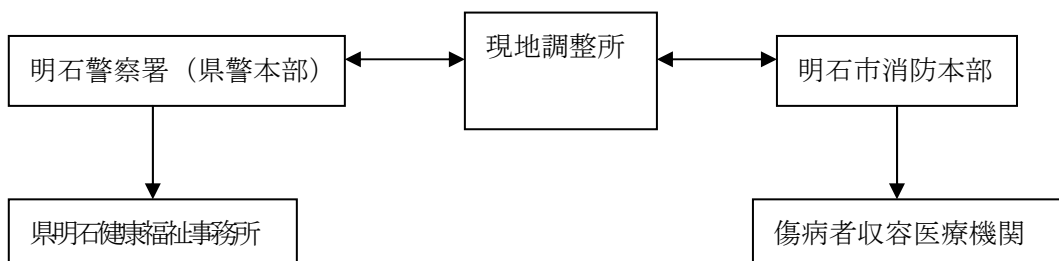 現地調整所
明石警察署（県警本部）
明石市消防本部
県明石健康福祉事務所
傷病者収容医療機関